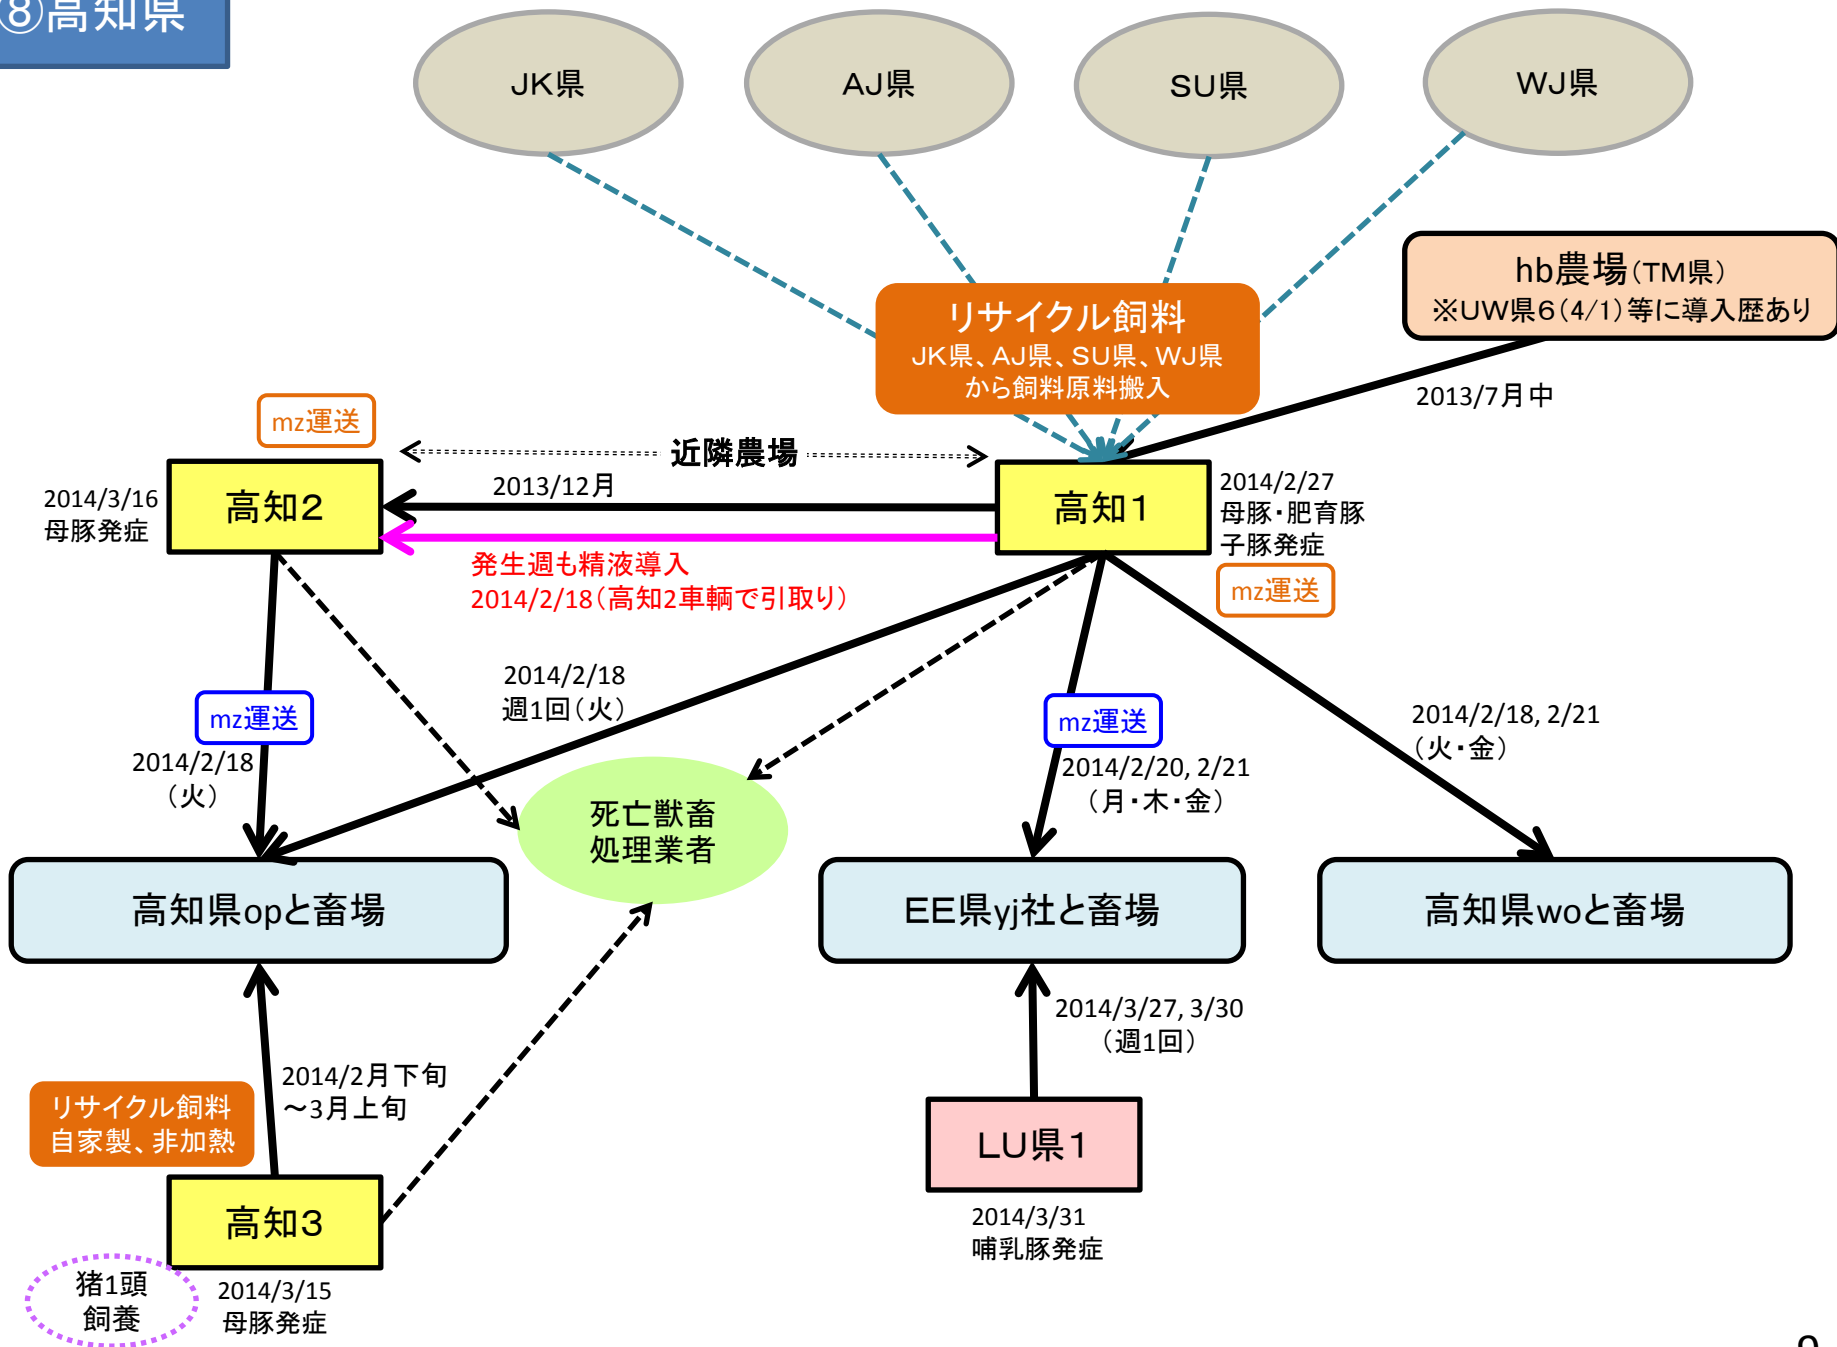 ⑧高知県
JK県
AJ県
SU県
WJ県
hb農場(TM県)
※UW県6(4/1)等に導入歴あり
リサイクル飼料
JK県、AJ県、SU県、WJ県
から飼料原料搬入
2013/7月中
mz運送
近隣農場
2014/3/16
母豚発症
高知2
2013/12月
高知1
2014/2/27
母豚・肥育豚
子豚発症
発生週も精液導入
2014/2/18(高知2車輌で引取り)
mz運送
2014/2/18
週1回(火)
mz運送
2014/2/18
(火)
mz運送
2014/2/20, 2/21
(月・木・金)
2014/2/18, 2/21
(火・金)
死亡獣畜
処理業者
高知県opと畜場
EE県yj社と畜場
高知県woと畜場
2014/3/27, 3/30
(週1回)
2014/2月下旬
～3月上旬
リサイクル飼料
自家製、非加熱
LU県1
高知3
2014/3/31
哺乳豚発症
猪1頭
飼養
2014/3/15
母豚発症